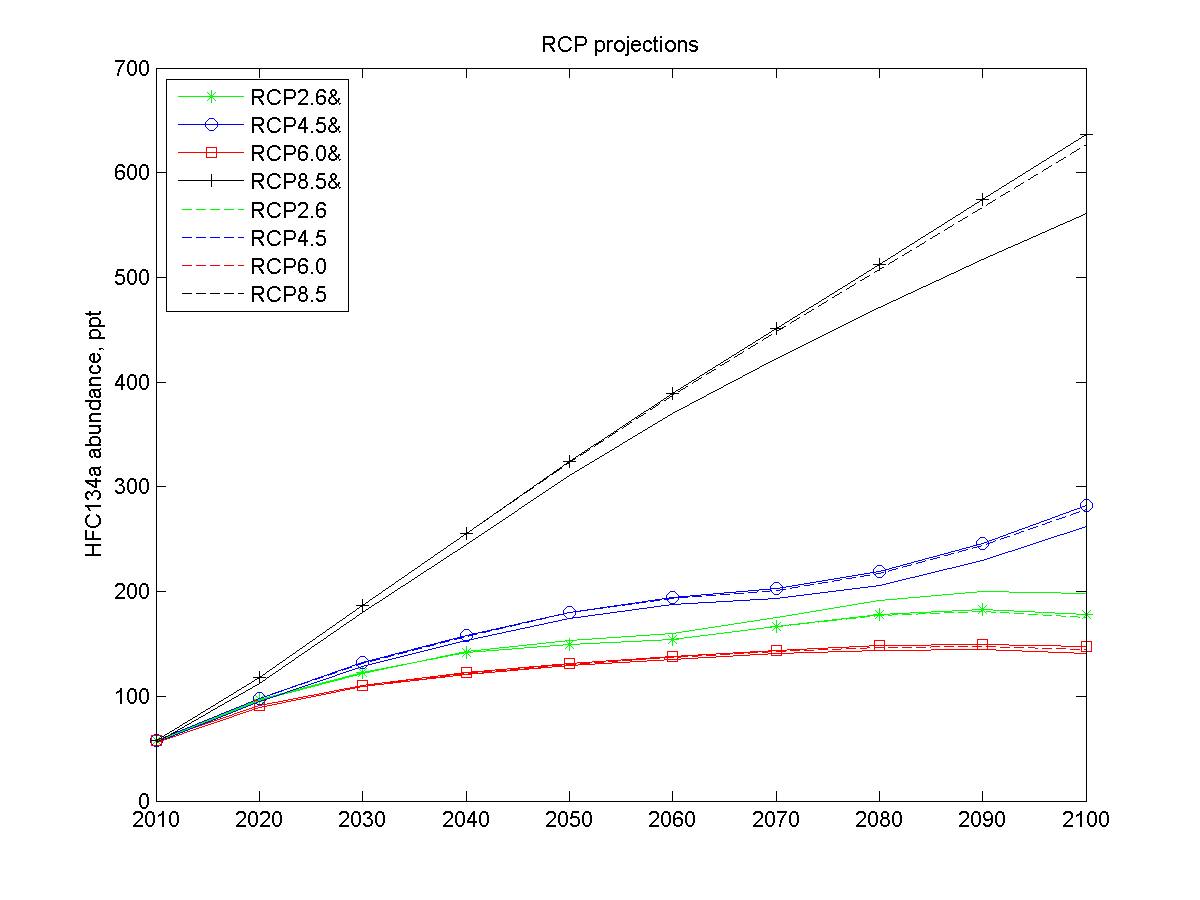 RCP projections
700
600
500
400
300
200
100
0
HFC134a abundance, ppt
RCP2.6&
RCP4.5&
RCP6.0&
RCP8.5&
RCP2.6
RCP4.5
RCP6.0
RCP8.5
2010 2020 2030 2040 2050 2060 2070 2080 2090 2100